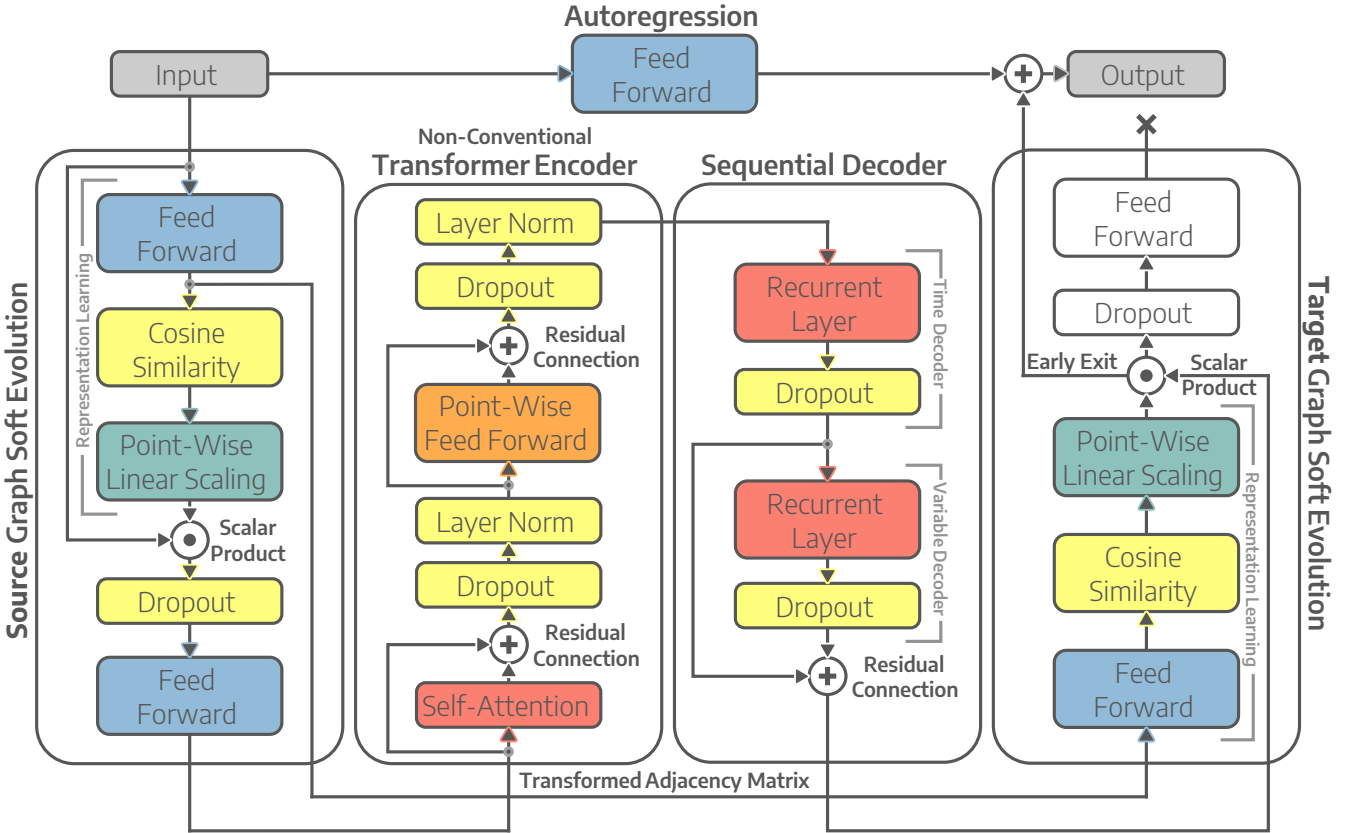 Autoregression
Input
Feed
Forward
Output
Source Graph Soft Evolution
Representation Learning
Feed
Forward
Cosine
Similarity
Point-Wise
Linear Scaling
Scalar
Product
Dropout
Feed
Forward
Non-Conventional
Transformer Encoder
Layer Norm
Dropout
Residual
Connection
Point-Wise
Feed Forward
Layer Norm
Dropout
Residual
Connection
Self-Attention
Transformed Adjacency Matrix
Sequential Decoder
Recurrent
Layer
Dropout
Time Decoder
Recurrent
Layer
Dropout
Variable Decoder
Residual
Connection
Feed
Forward
Dropout
Early Exit
Scalar
Product
Point-Wise
Linear Scaling
Cosine
Similarity
Feed
Forward
Representation Learning
Target Graph Soft Evolution